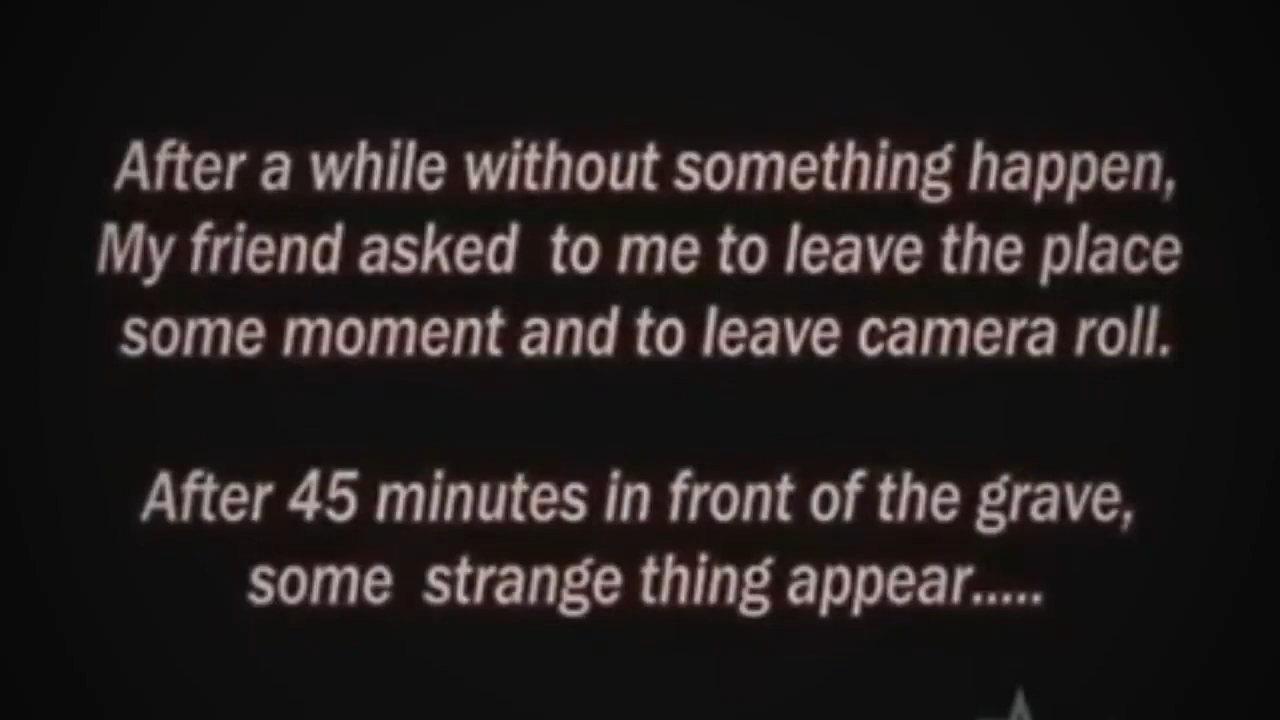 After a while without something happen,
My friend asked to me to leave the place
some moment and to leave camera roll.
After 45 minutes in front of the grave,
some strange thing appear.....